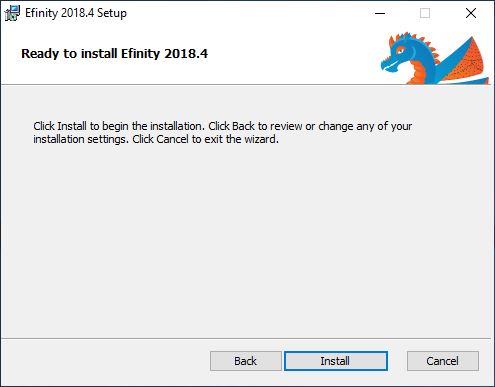 Efinity 2018.4 Setup
Ready to install Efinity 2018.4
Click Install to begin the installation. Click Back to review or change any of your
installation settings. Click Cancel to exit the wizard.
Back Install Cancel